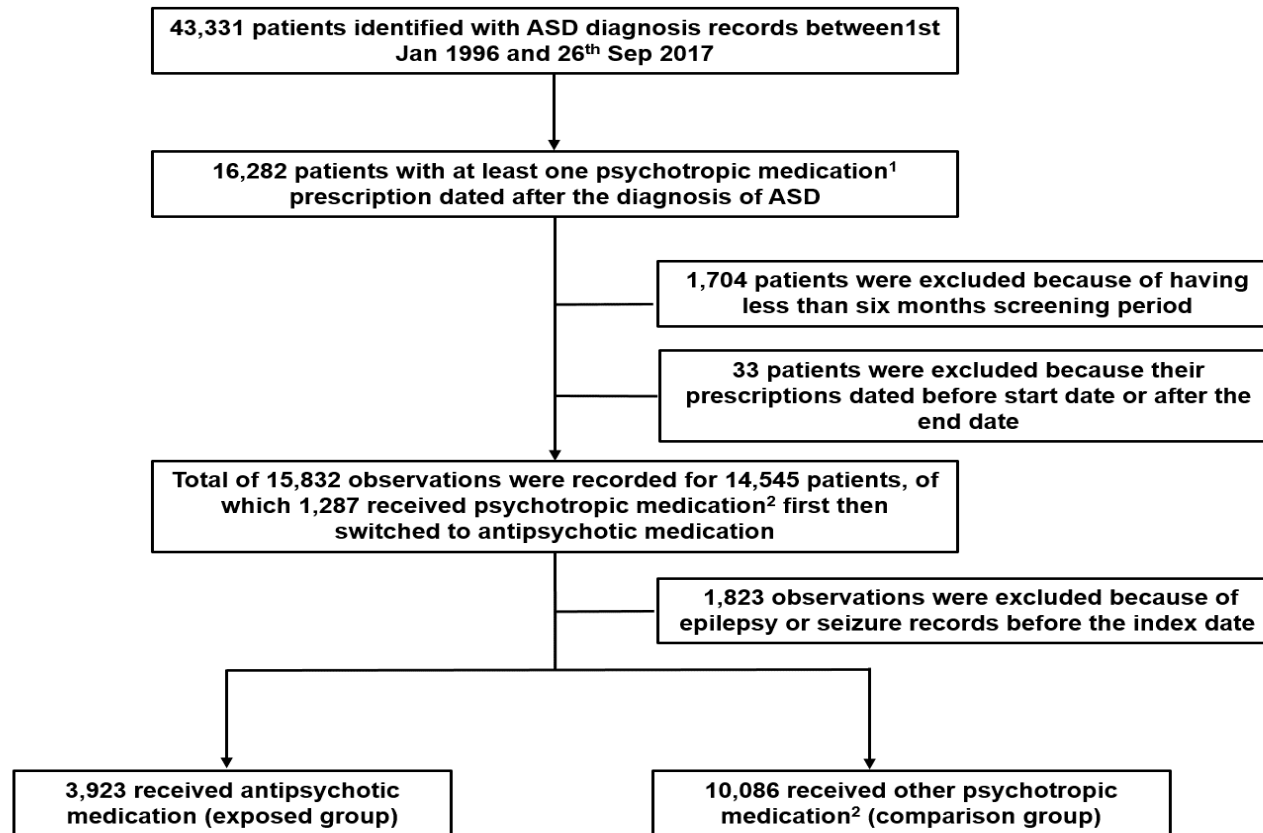 43,331 patients identified with ASD diagnosis records between1st
Jan 1996 and 26th Sep 2017
16,282 patients with at least one psychotropic medication1
prescription dated after the diagnosis of ASD
1,704 patients were excluded because of having
less than six months screening period
33 patients were excluded because their
prescriptions dated before start date or after the
end date
Total of 15,832 observations were recorded for 14,545 patients, of
which 1,287 received psychotropic medication2 first then
switched to antipsychotic medication
1,823 observations were excluded because of
epilepsy or seizure records before the index date
3,923 received antipsychotic
medication (exposed group)
10,086 received other psychotropic
medication2 (comparison group)